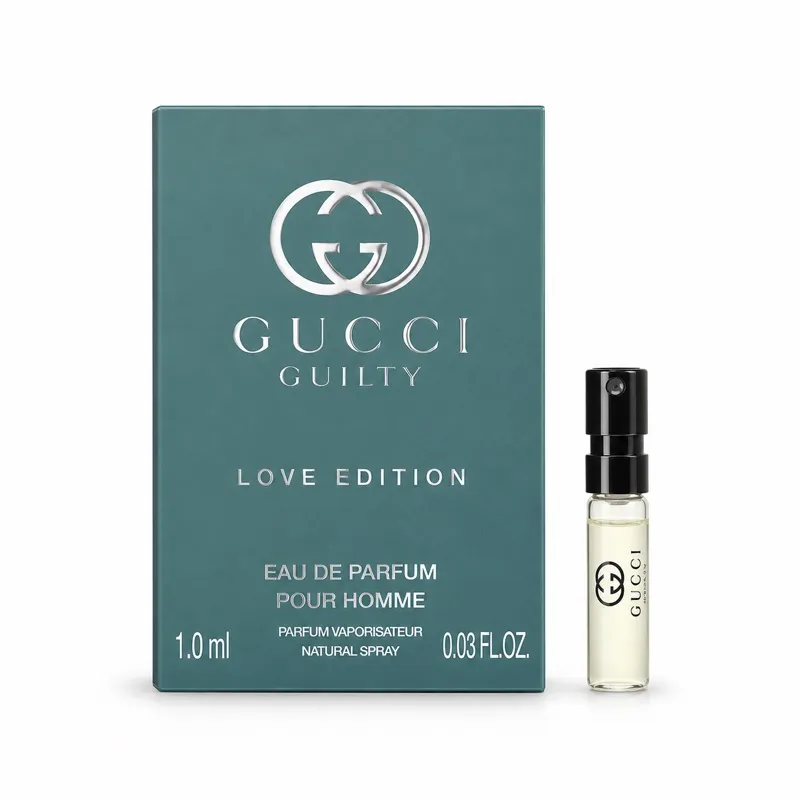 GUCCI
GUILTY
LOVE EDITION
EAU DE PARFUM
POUR HOMME
1.0 ml
PARFUM VAPORISATEUR
NATURAL SPRAY
0.03 FL.OZ.
GUCCI